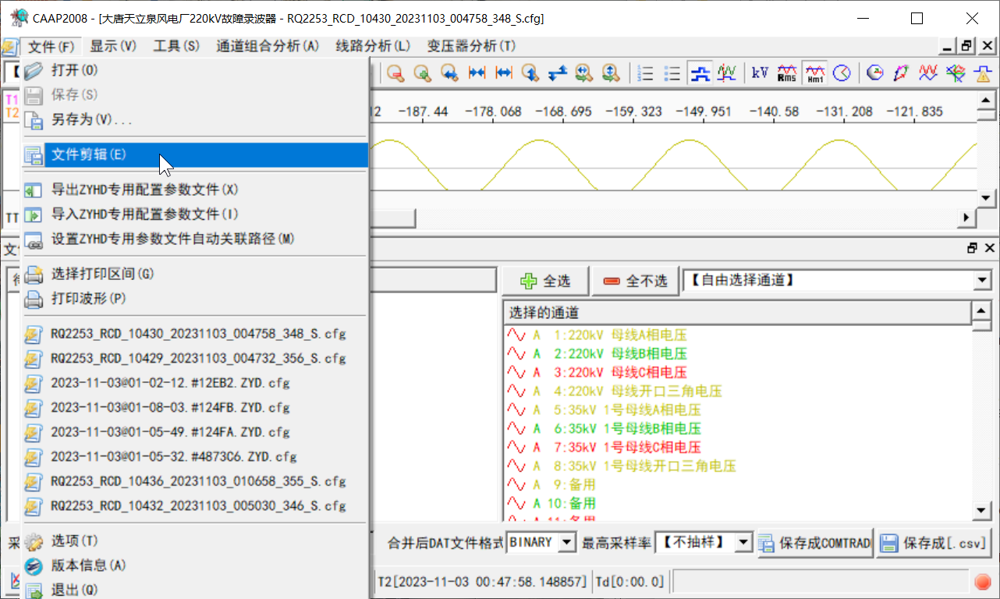 CAAP2008 - [大唐天立泉风电厂220kV故障录波器 - RQ2253_RCD_10430_20231103_004758_348_S.cfg]
文件(F) 显示(V) 工具(S) 通道组合分析(A) 线路分析(L) 变压器分析(T)
打开(O)
保存(S)
另存为(V)...
文件剪辑(E)
导出ZYHD专用配置参数文件(X)
导入ZYHD专用配置参数文件(I)
设置ZYHD专用参数文件自动关联路径(M)
选择打印区间(G)
打印波形(P)
RQ2253_RCD_10430_20231103_004758_348_S.cfg
RQ2253_RCD_10429_20231103_004732_356_S.cfg
2023-11-03@01-02-12.#12EB2.ZYD.cfg
2023-11-03@01-08-03.#124FB.ZYD.cfg
2023-11-03@01-05-49.#124FA.ZYD.cfg
2023-11-03@01-05-32.#4873C6.ZYD.cfg
RQ2253_RCD_10436_20231103_010658_355_S.cfg
RQ2253_RCD_10432_20231103_005030_346_S.cfg
选项(T)
版本信息(A)
退出(Q)
kV Rms Hm1
T1
T2
12 -187.44 -178.068 -168.695 -159.323 -149.951 -140.58 -131.208 -121.835
TT
文
全选 全不选 【自由选择通道】
选择的通道
A 1:220kV 母线A相电压
A 2:220kV 母线B相电压
A 3:220kV 母线C相电压
A 4:220kV 母线开口三角电压
A 5:35kV 1号母线A相电压
A 6:35kV 1号母线B相电压
A 7:35kV 1号母线C相电压
A 8:35kV 1号母线开口三角电压
A 9:备用
A 10:备用
A 11:备用
采
合并后DAT文件格式 BINARY 最高采样率 【不抽样】 保存成COMTRAD 保存成[.csv]
T2[2023-11-03 00:47:58.148857] Td[0:00.0]